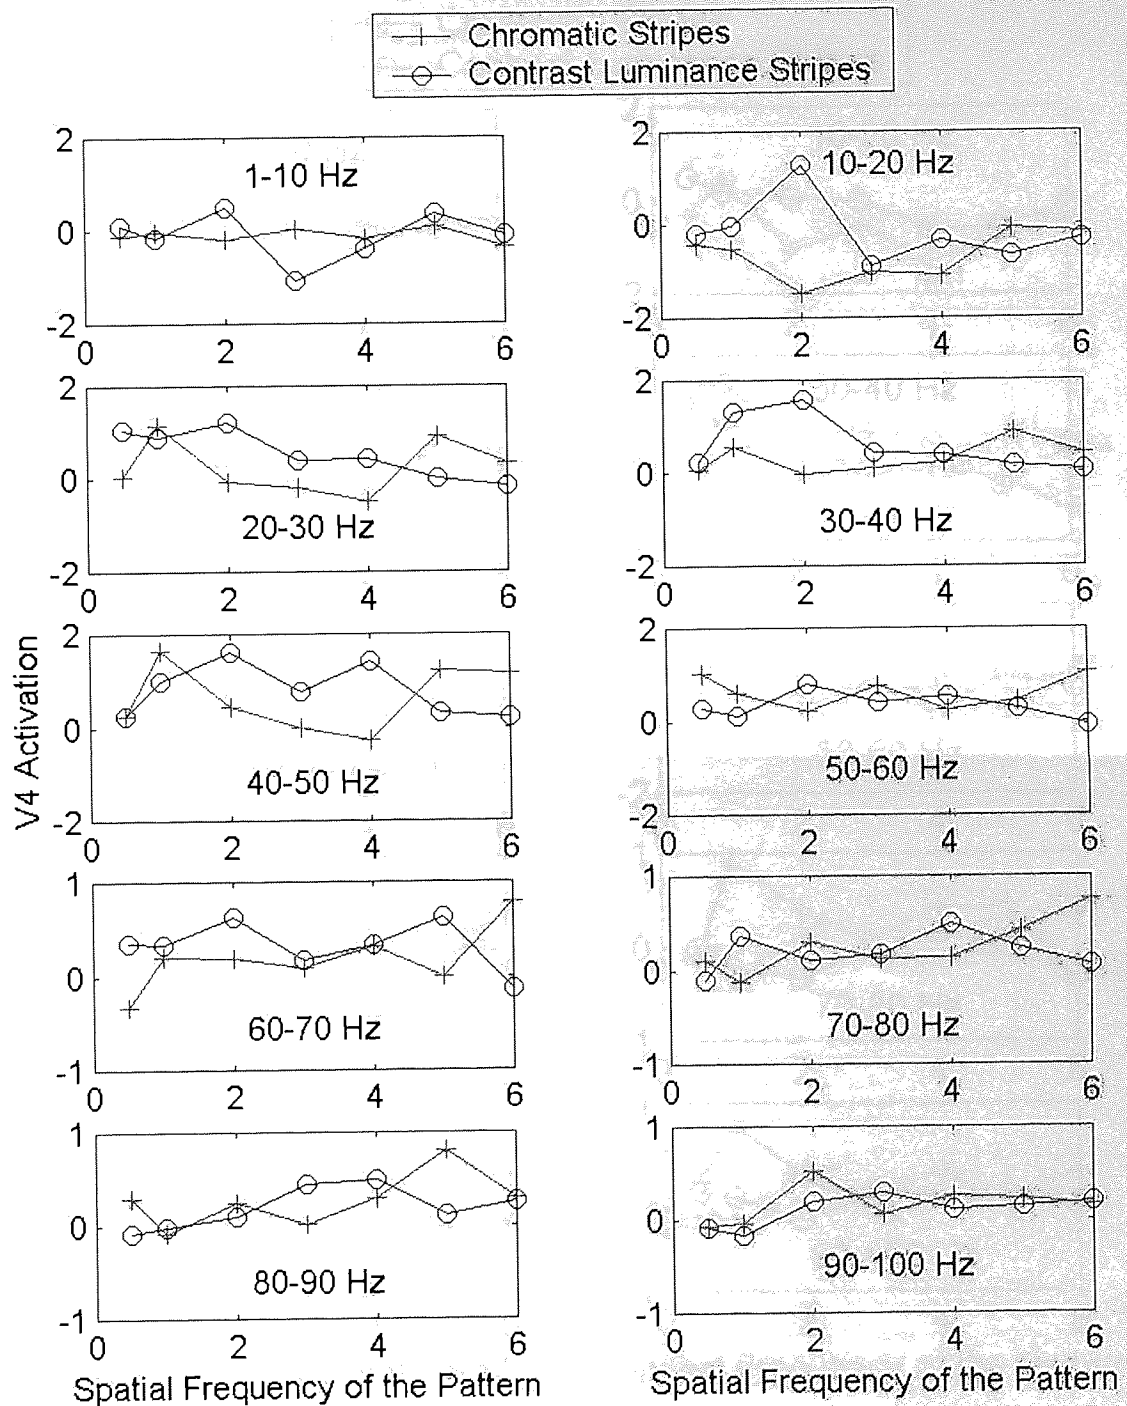 Chromatic Stripes
Contrast Luminance Stripes
2
0
-2
0 2 4 6
1-10 Hz
2
0
-2
0 2 4 6
10-20 Hz
2
0
-2
0 2 4 6
20-30 Hz
2
0
-2
0 2 4 6
30-40 Hz
V4 Activation
2
0
-2
0 2 4 6
40-50 Hz
2
0
-2
0 2 4 6
50-60 Hz
1
0
-1
0 2 4 6
60-70 Hz
1
0
-1
0 2 4 6
70-80 Hz
1
0
-1
0 2 4 6
80-90 Hz
1
0
-1
0 2 4 6
90-100 Hz
Spatial Frequency of the Pattern
Spatial Frequency of the Pattern